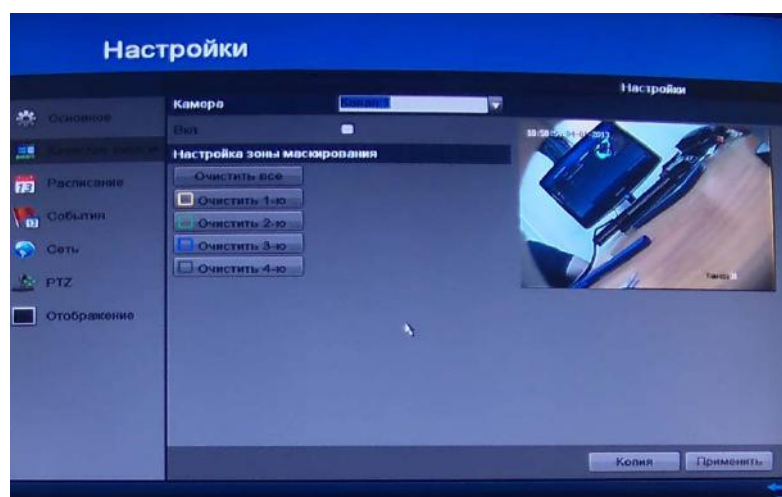 Настройки
Настройки
Основное
Расписание
События
Сеть
PTZ
Отображение
Камера
Вкл.
Настройка зоны маскирования
Очистить все
Очистить 1-ю
Очистить 2-ю
Очистить 3-ю
Очистить 4-ю
Копия
Применить